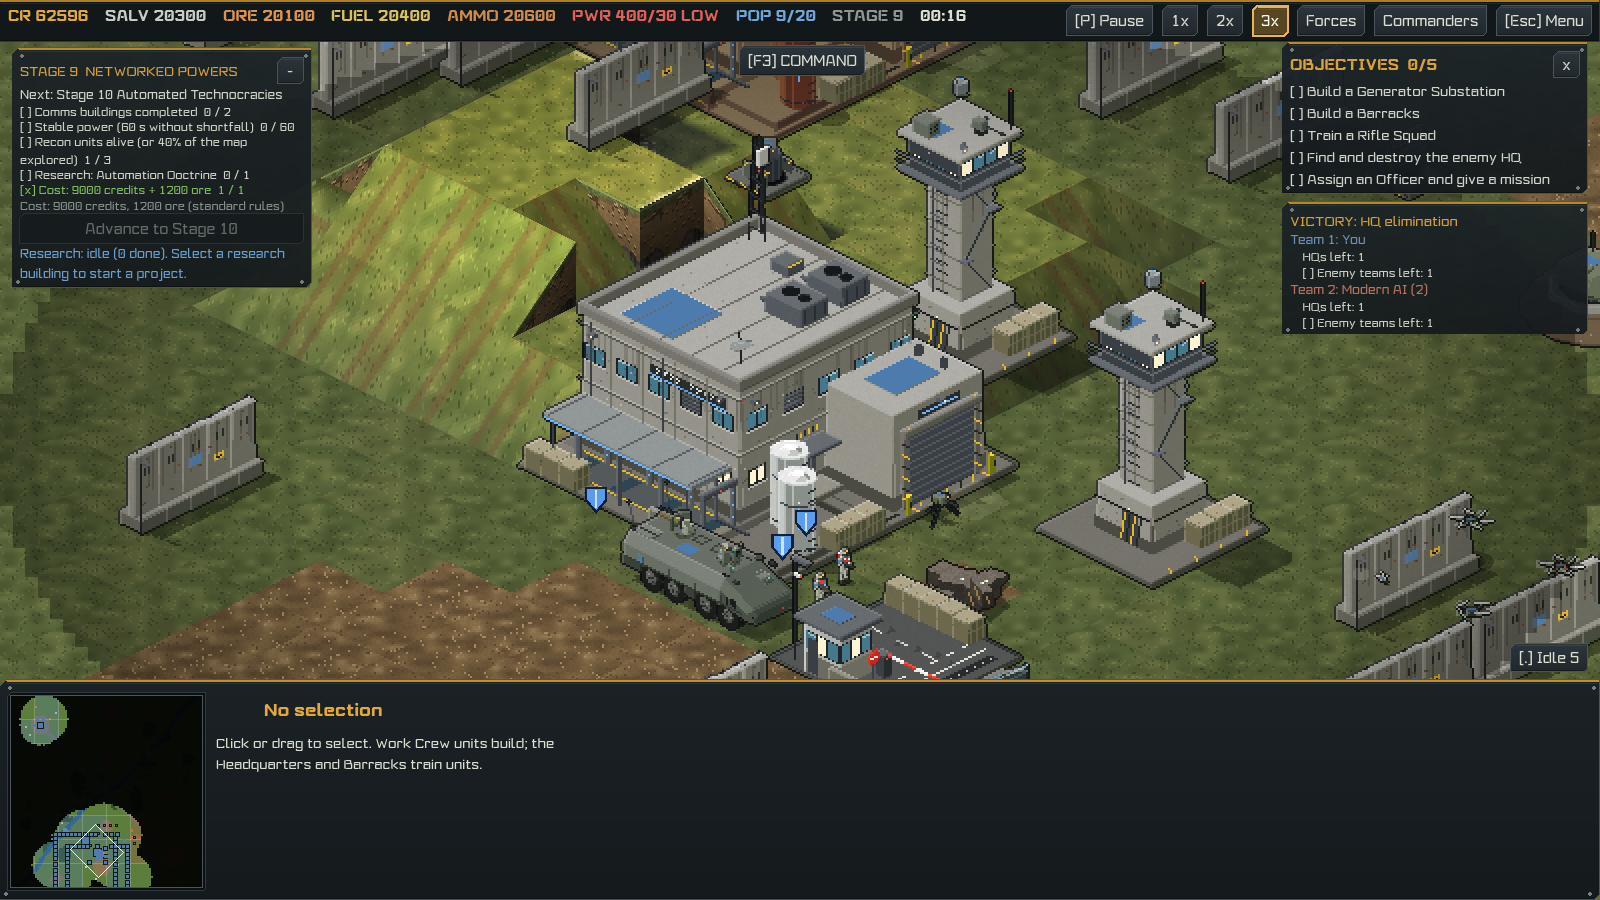 CR 62596 SALV 20300 ORE 20100 FUEL 20400 AMMO 20600 PWR 400/30 LOW POP 9/20 STAGE 9 00:16 [P] Pause 1x 2x 3x Forces Commanders [Esc] Menu
[F3] COMMAND
STAGE 9 NETWORKED POWERS -
Next: Stage 10 Automated Technocracies
[ ] Comms buildings completed 0 / 2
[ ] Stable power (60 s without shortfall) 0 / 60
[ ] Recon units alive (or 40% of the map
explored) 1 / 3
[ ] Research: Automation Doctrine 0 / 1
[x] Cost: 9000 credits + 1200 ore 1 / 1
Cost: 9000 credits, 1200 ore (standard rules)
Advance to Stage 10
Research: idle (0 done). Select a research
building to start a project.
OBJECTIVES 0/5 x
[ ] Build a Generator Substation
[ ] Build a Barracks
[ ] Train a Rifle Squad
[ ] Find and destroy the enemy HQ
[ ] Assign an Officer and give a mission
VICTORY: HQ elimination
Team 1: You
HQs left: 1
[ ] Enemy teams left: 1
Team 2: Modern AI (2)
HQs left: 1
[ ] Enemy teams left: 1
[.] Idle 5
No selection
Click or drag to select. Work Crew units build; the
Headquarters and Barracks train units.